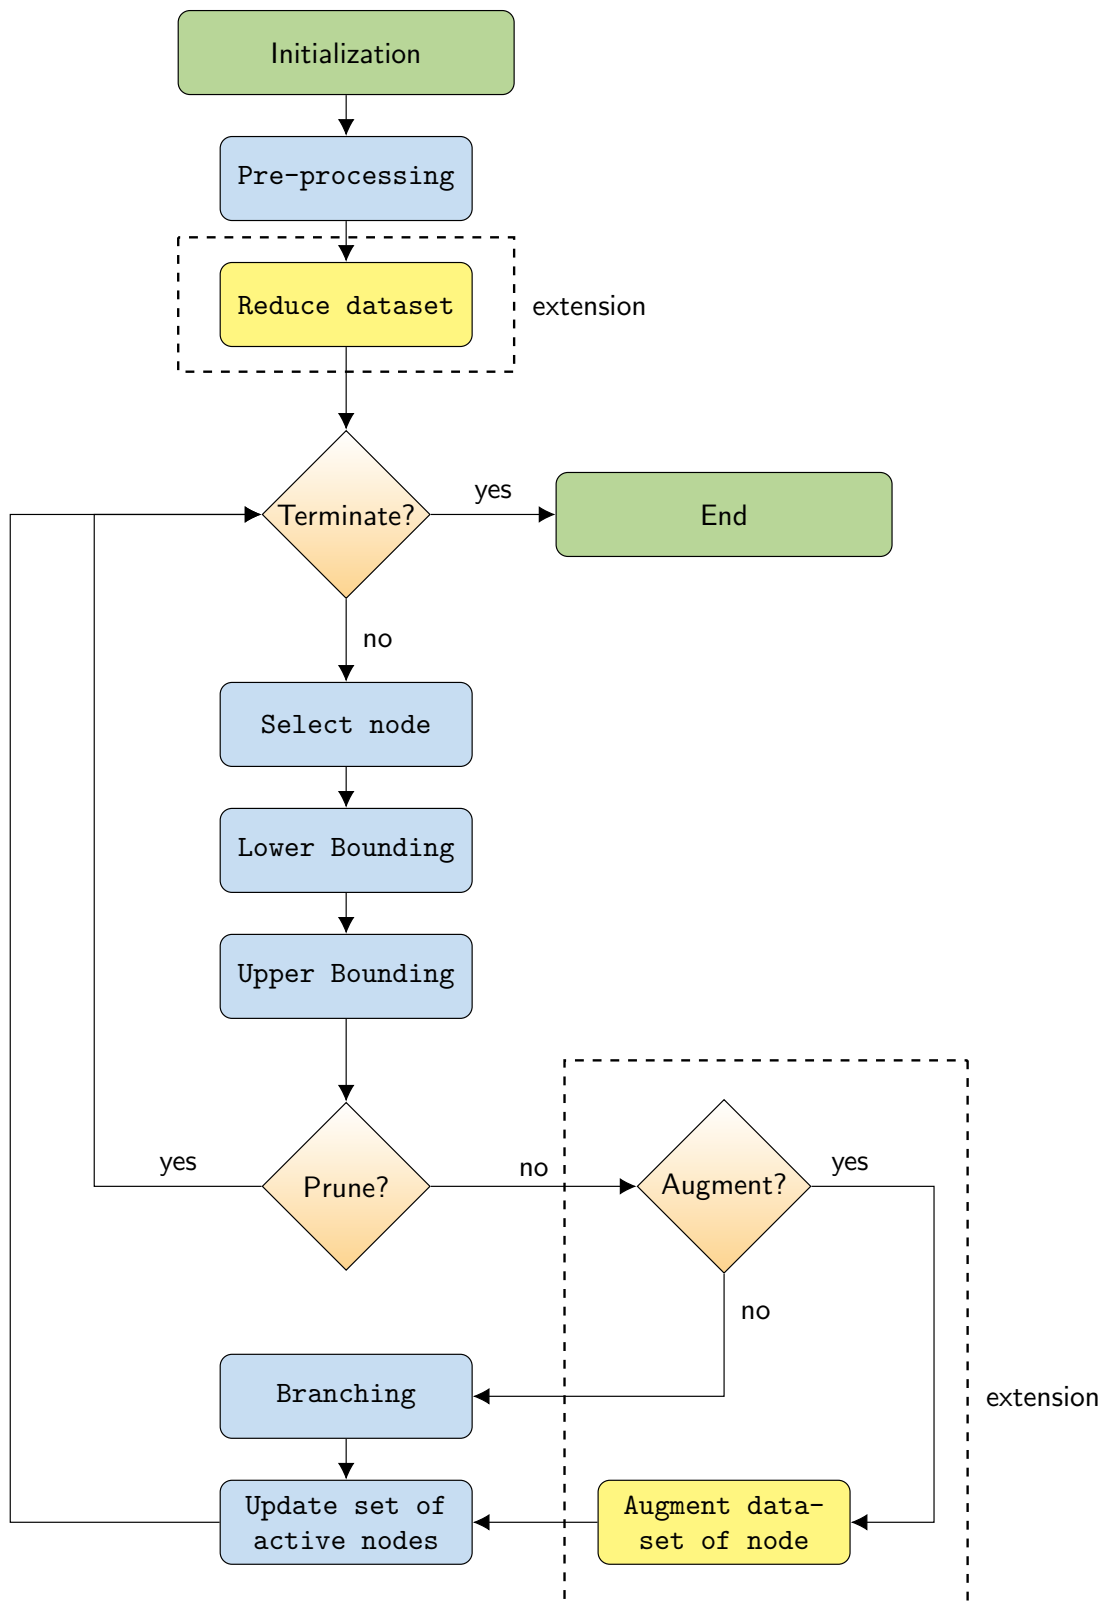 Initialization
Pre-processing
Reduce dataset
extension
Terminate?
yes
End
no
Select node
Lower Bounding
Upper Bounding
yes
Prune?
no
Augment?
yes
no
Branching
extension
Update set of
active nodes
Augment data-
set of node